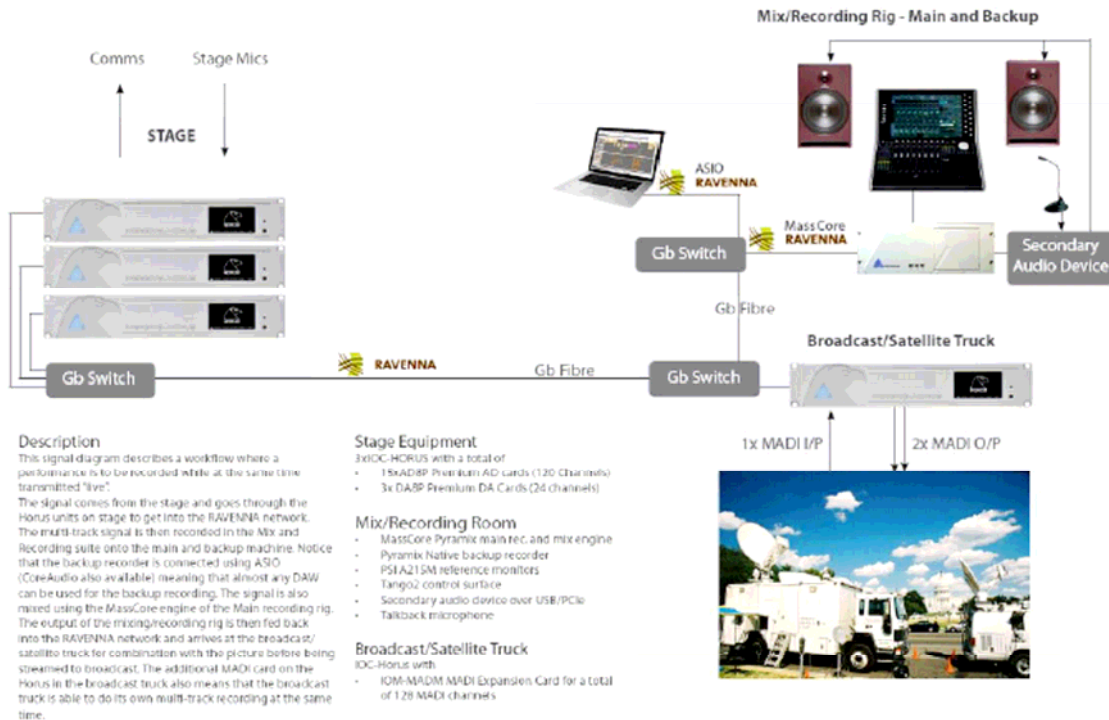 Mix/Recording Rig - Main and Backup
Comms
Stage Mics
STAGE
ASIO
RAVENNA
MassCore
RAVENNA
Gb Switch
Secondary
Audio Device
Gb Fibre
Broadcast/Satellite Truck
Gb Switch
RAVENNA
Gb Fibre
Gb Switch
1x MADI I/P
2x MADI O/P
Description
This signal diagram describes a workflow where a
performance is to be recorded while at the same time
transmitted "live".
The signal comes from the stage and goes through the
Horus units on stage to get into the RAVENNA network.
The multi-track signal is then recorded in the Mix and
Recording suite onto the main and backup machine. Notice
that the backup recorder is connected using ASIO
(CoreAudio also available) meaning that almost any DAW
can be used for the backup recording. The signal is also
mixed using the MassCore engine of the Main recording rig.
The output of the mixing/recording rig is then fed back
into the RAVENNA network and arrives at the broadcast/
satellite truck for combination with the picture before being
streamed to broadcast. The additional MADI card on the
Horus in the broadcast truck also means that the broadcast
truck is able to do its own multi-track recording at the same
time.
Stage Equipment
3xIOC-HORUS with a total of
• 15xAD8P Premium AD cards (120 Channels)
• 3x DA8P Premium DA Cards (24 channels)
Mix/Recording Room
• MassCore Pyramix main rec. and mix engine
• Pyramix Native backup recorder
• PSI A215M reference monitors
• Tango2 control surface
• Secondary audio device over USB/PCIe
• Talkback microphone
Broadcast/Satellite Truck
IOC-Horus with
• IOM-MADM MADI Expansion Card for a total
of 128 MADI channels